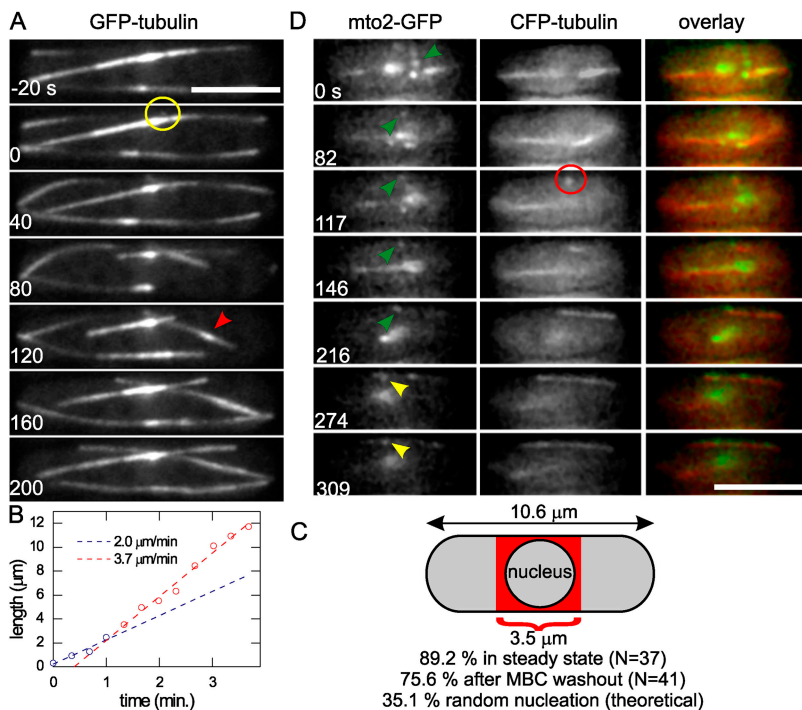 A
GFP-tubulin
-20 s
0
40
80
120
160
200
B
12
10
8
6
4
2
0
length (μm)
2.0 μm/min
3.7 μm/min
0
1
2
3
time (min.)
D
mto2-GFP
CFP-tubulin
overlay
0 s
82
117
146
216
274
309
C
10.6 μm
nucleus
3.5 μm
89.2 % in steady state (N=37)
75.6 % after MBC washout (N=41)
35.1 % random nucleation (theoretical)